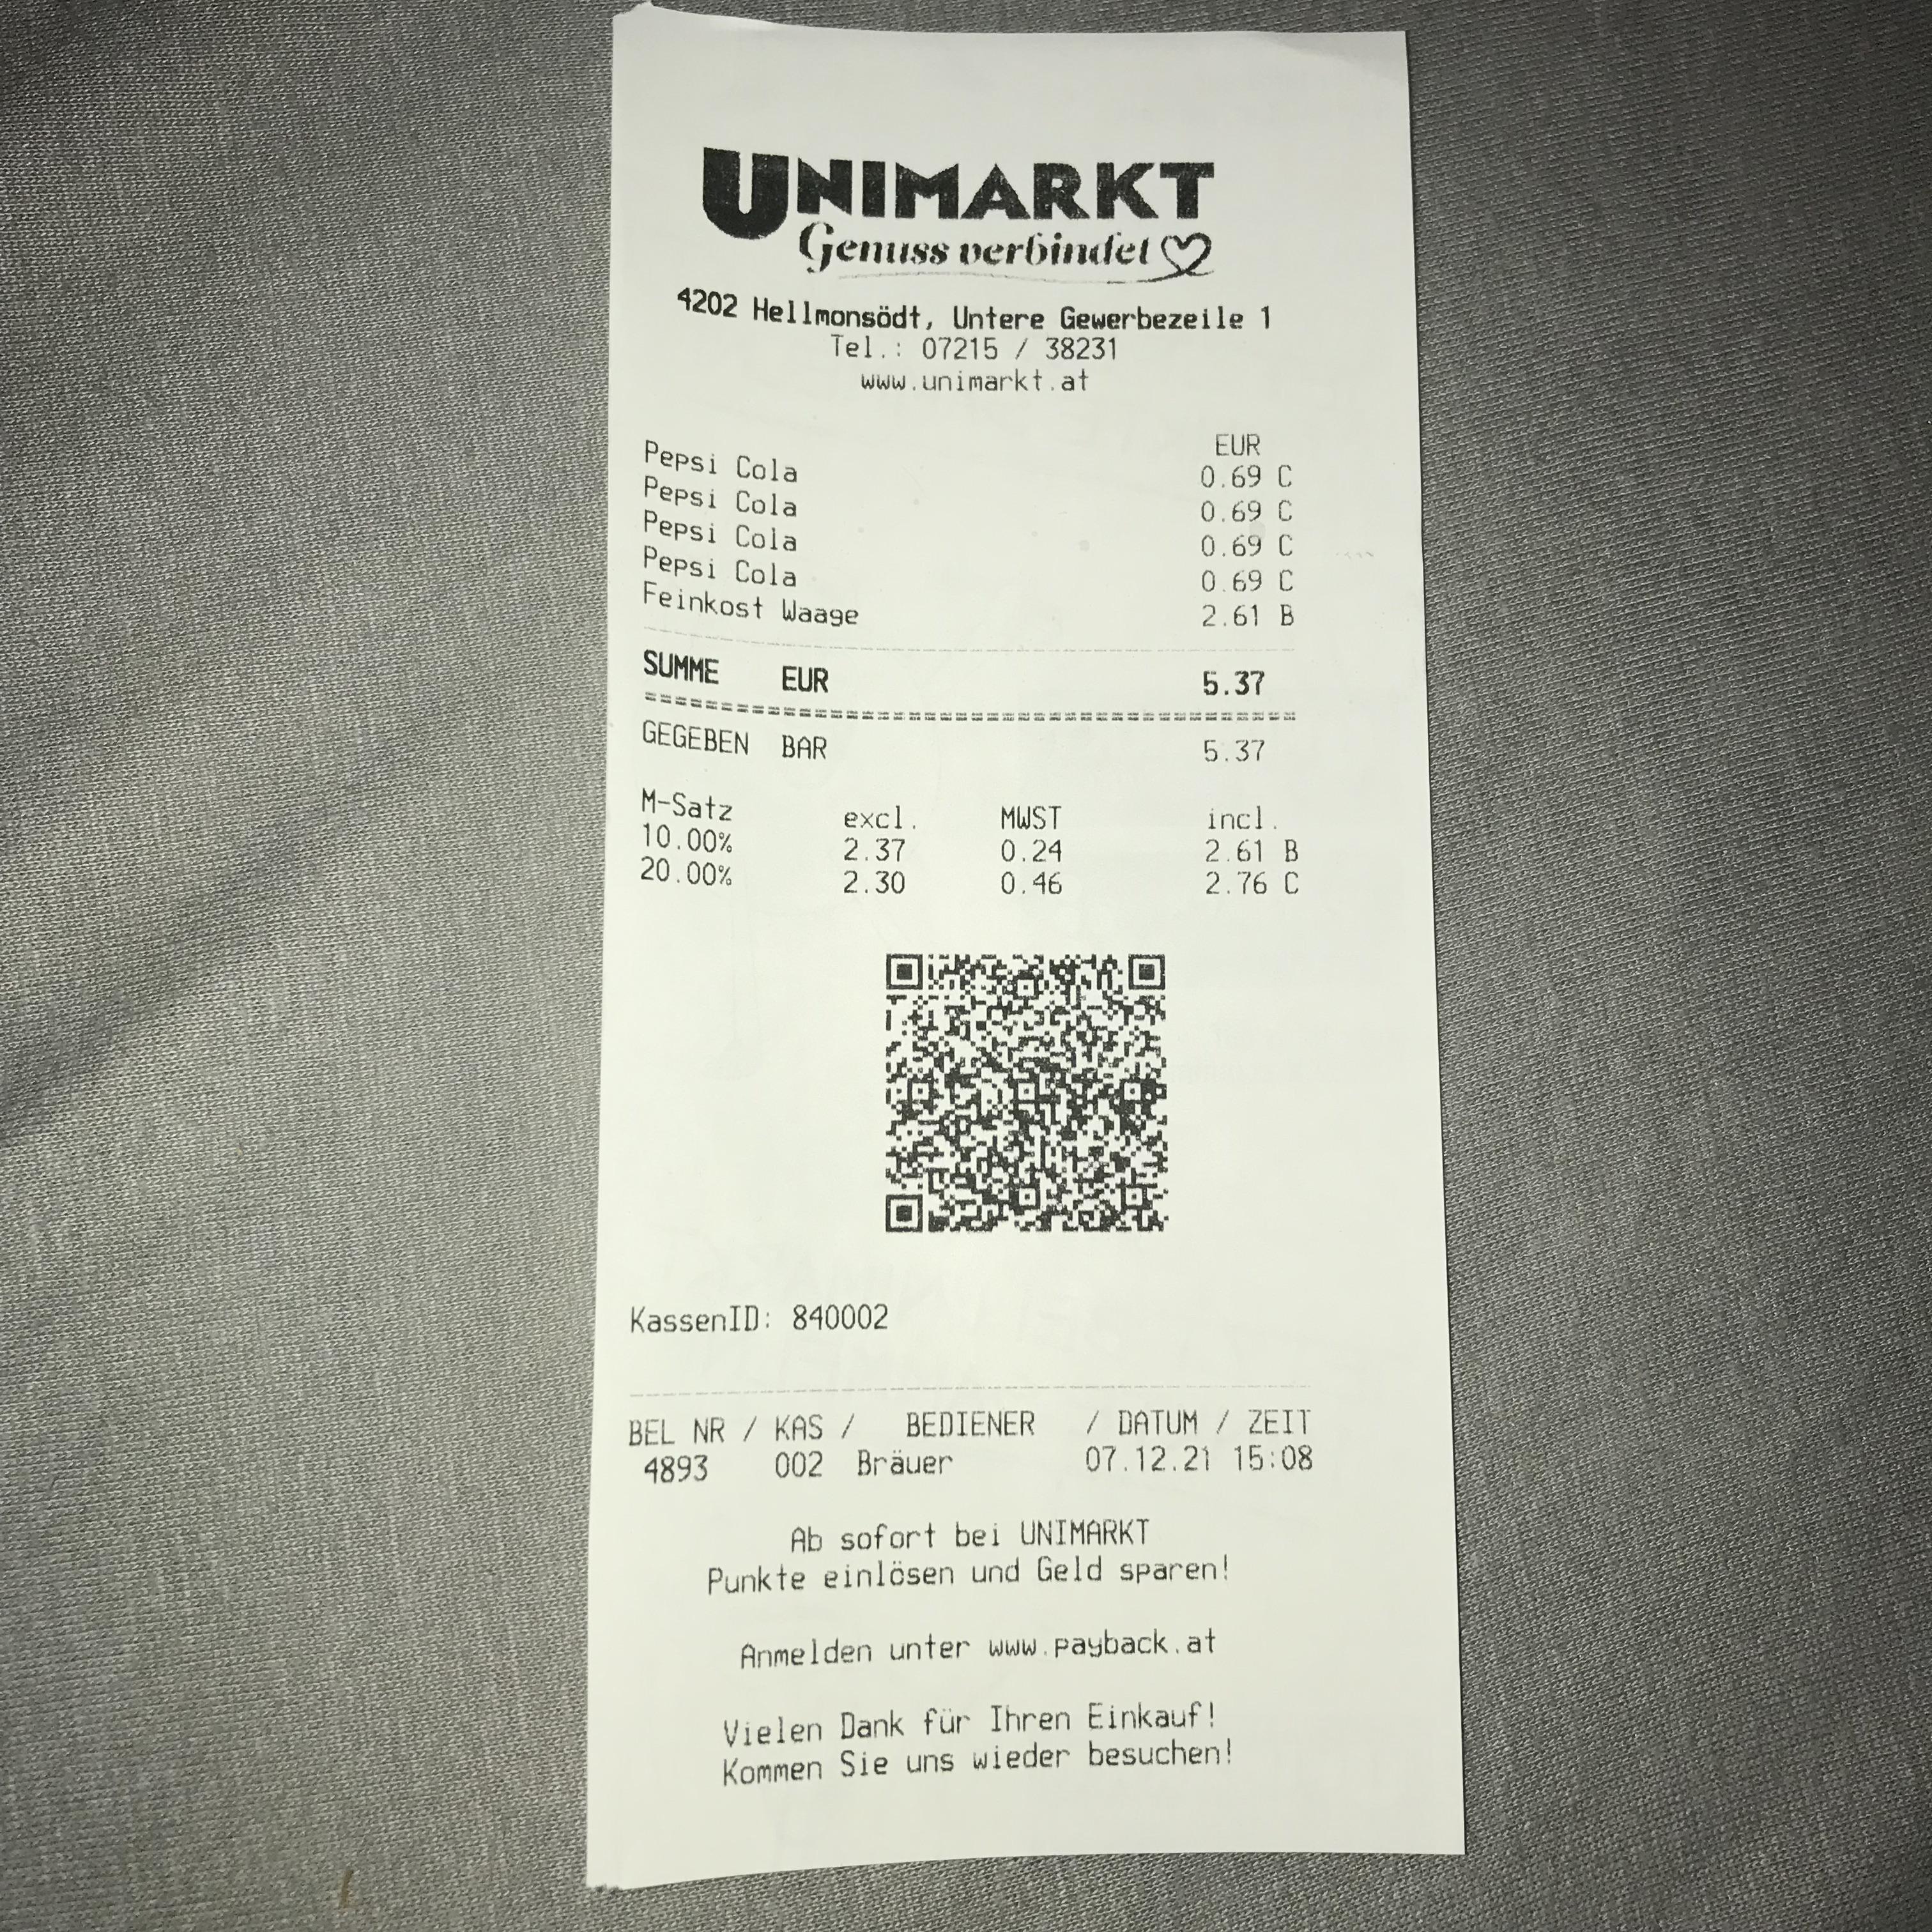 UNIMARKT
Genuss verbindet
4202 Hellmonsödt, Untere Gewerbezeile 1
Tel.: 07215 / 38231
www.unimarkt.at
EUR
Pepsi Cola 0.69 C
Pepsi Cola 0.69 C
Pepsi Cola 0.69 C
Pepsi Cola 0.69 C
Feinkost Waage 2.61 B
SUMME EUR 5.37
GEGEBEN BAR 5.37
M-Satz excl. MWST incl.
10.00% 2.37 0.24 2.61 B
20.00% 2.30 0.46 2.76 C
KassenID: 840002
BEL NR / KAS / BEDIENER / DATUM / ZEIT
4893 002 Bräuer 07.12.21 15:08
Ab sofort bei UNIMARKT
Punkte einlösen und Geld sparen!
Anmelden unter www.payback.at
Vielen Dank für Ihren Einkauf!
Kommen Sie uns wieder besuchen!